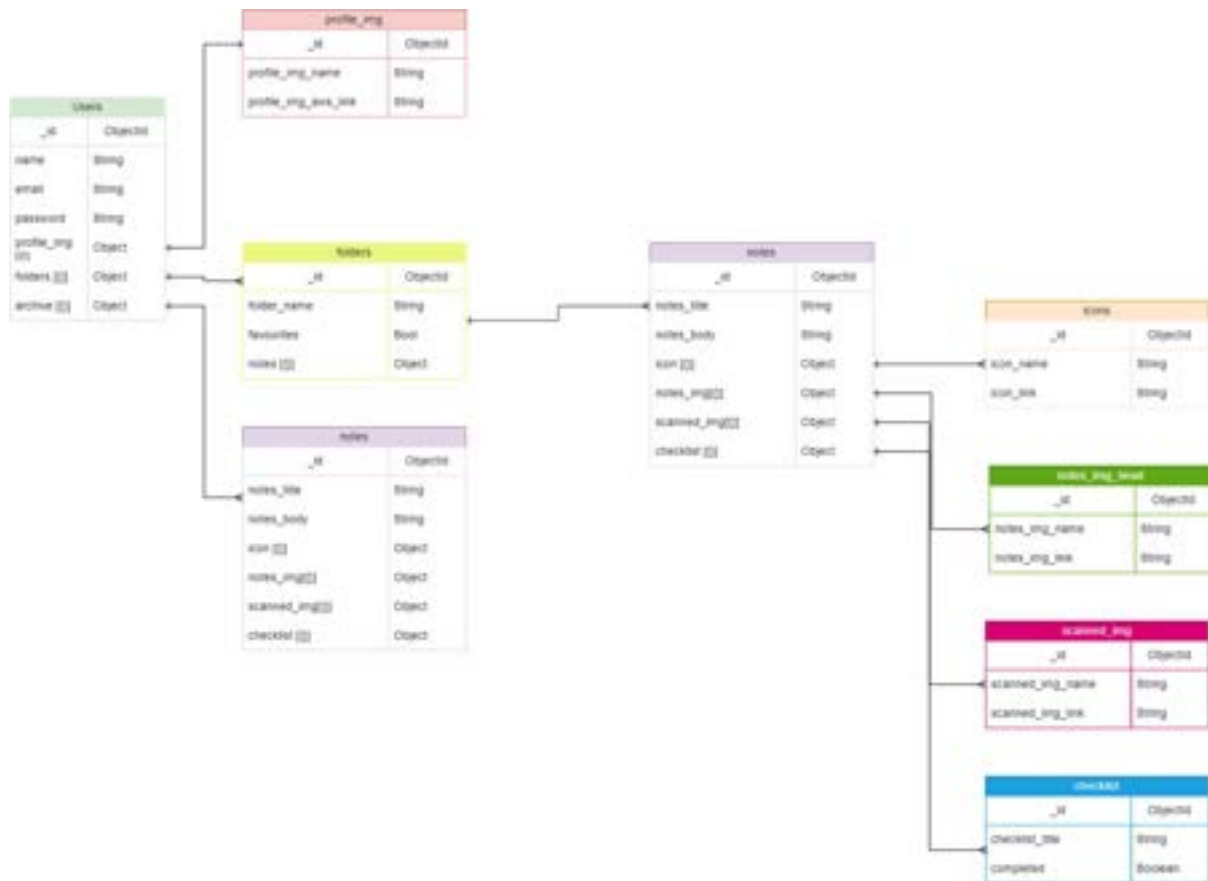 profile_img
_id ObjectId
profile_img_name String
profile_img_aws_link String
Users
_id ObjectId
name String
email String
password String
profile_img Object
folders [{}] Object
archive [{}] Object
folders
_id ObjectId
folder_name String
favourites Bool
notes [{}] Object
notes
_id ObjectId
notes_title String
notes_body String
icon [{}] Object
notes_img[{}] Object
scanned_img[{}] Object
checklist [{}] Object
notes
_id ObjectId
notes_title String
notes_body String
icon [{}] Object
notes_img[{}] Object
scanned_img[{}] Object
checklist [{}] Object
icons
_id ObjectId
icon_name String
icon_link String
notes_img_head
_id ObjectId
notes_img_name String
notes_img_link String
scanned_img
_id ObjectId
scanned_img_name String
scanned_img_link String
checklist
_id ObjectId
checklist_title String
completed Boolean